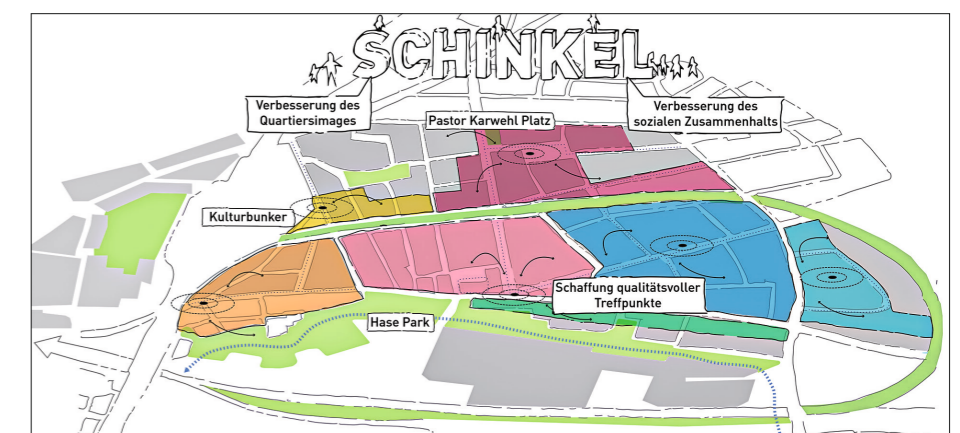 SCHINKEL
Verbesserung des
Quartiersimages
Verbesserung des
sozialen Zusammenhalts
Pastor Karwehl Platz
Kulturbunker
Schaffung qualitätsvoller
Treffpunkte
Hase Park